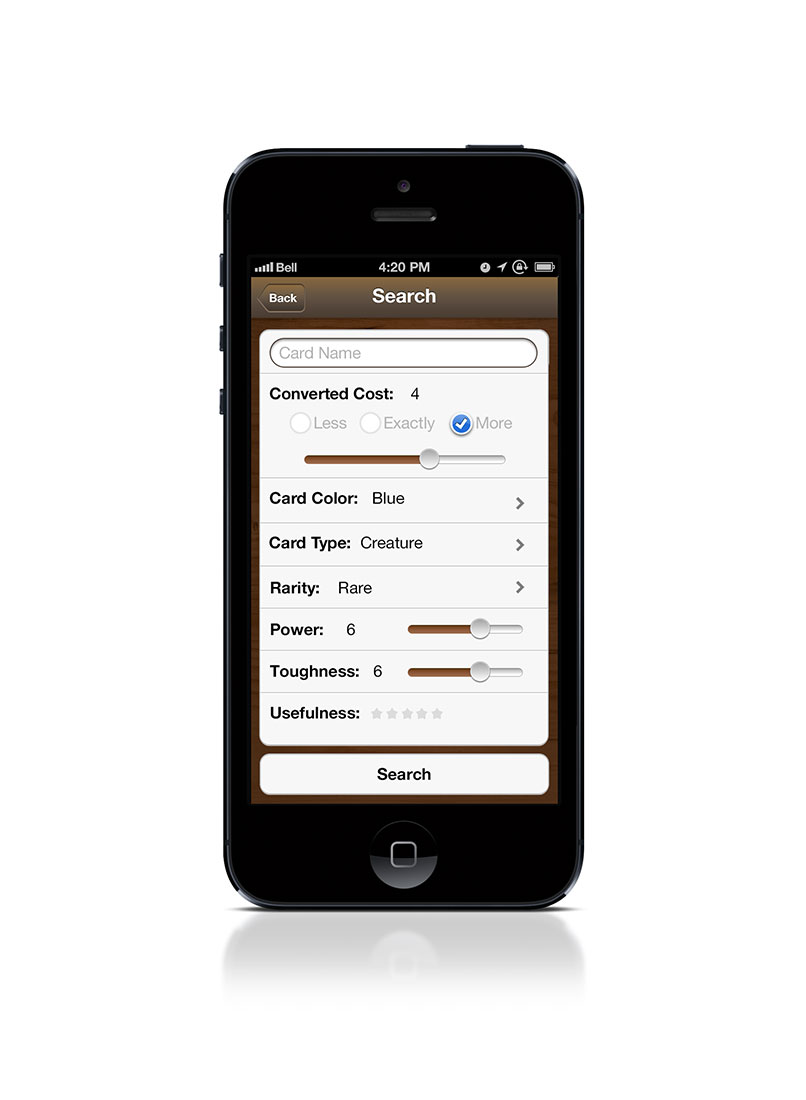 Bell 4:20 PM
Back Search
Card Name
Converted Cost: 4
Less Exactly More
Card Color: Blue
Card Type: Creature
Rarity: Rare
Power: 6
Toughness: 6
Usefulness:
Search